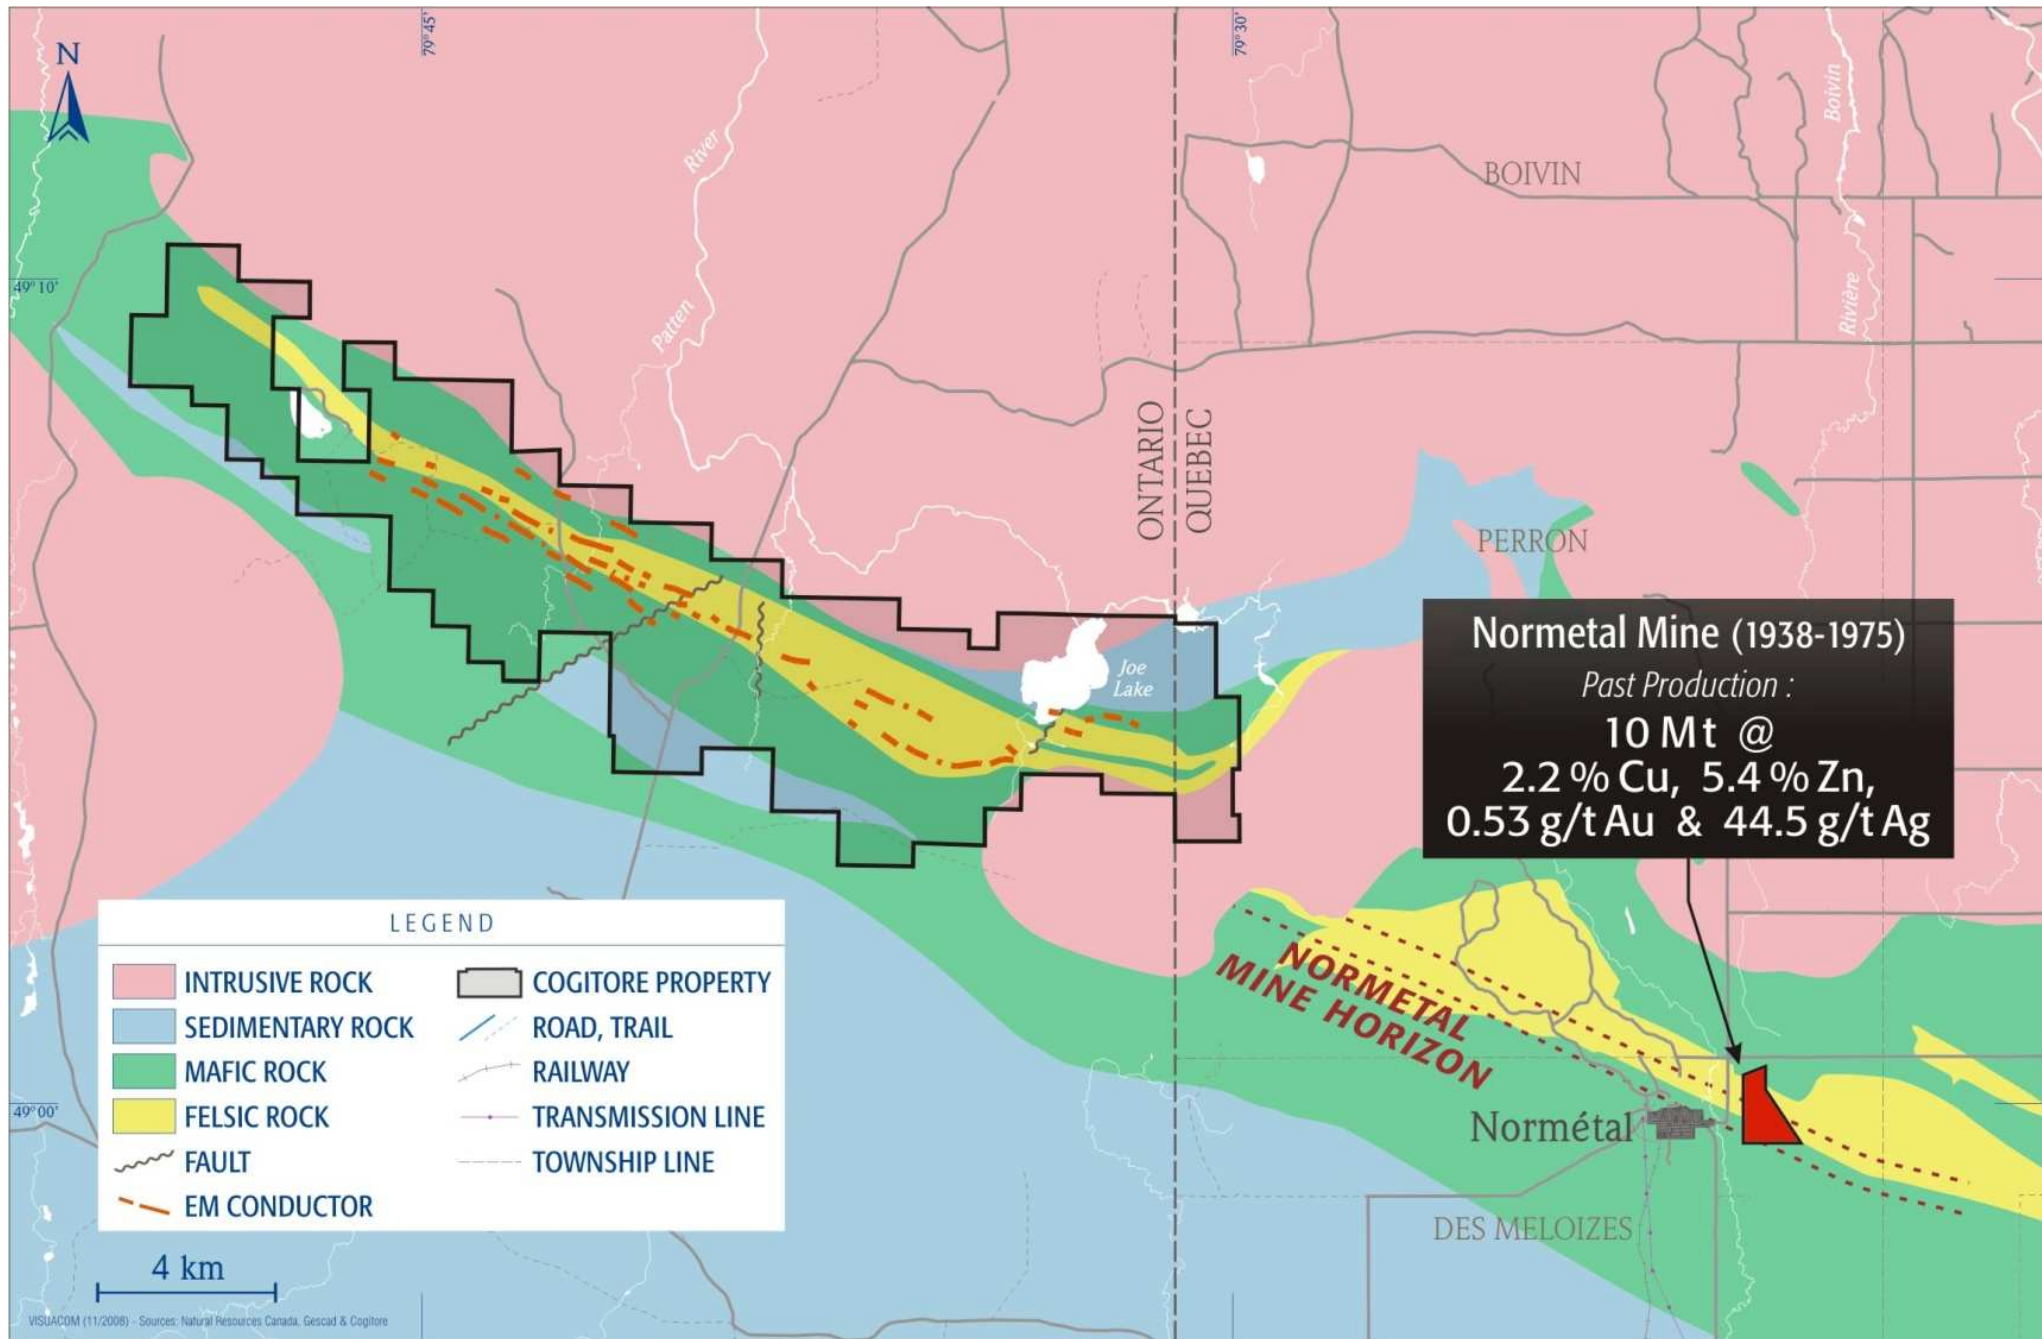 N
79°45'
79°30'
49°10'
49°00'
River
Patten
Boivin
Rivière
BOIVIN
ONTARIO
QUEBEC
PERRON
Joe
Lake
Normetal Mine (1938-1975)
Past Production :
10 Mt @
2.2 % Cu, 5.4 % Zn,
0.53 g/t Au & 44.5 g/t Ag
NORMETAL
MINE HORIZON
Normétal
DES MELOIZES
LEGEND
INTRUSIVE ROCK
SEDIMENTARY ROCK
MAFIC ROCK
FELSIC ROCK
FAULT
EM CONDUCTOR
COGITORE PROPERTY
ROAD, TRAIL
RAILWAY
TRANSMISSION LINE
TOWNSHIP LINE
4 km
VISUACOM (11/2008) - Sources: Natural Resources Canada, Gescad & Cogitore